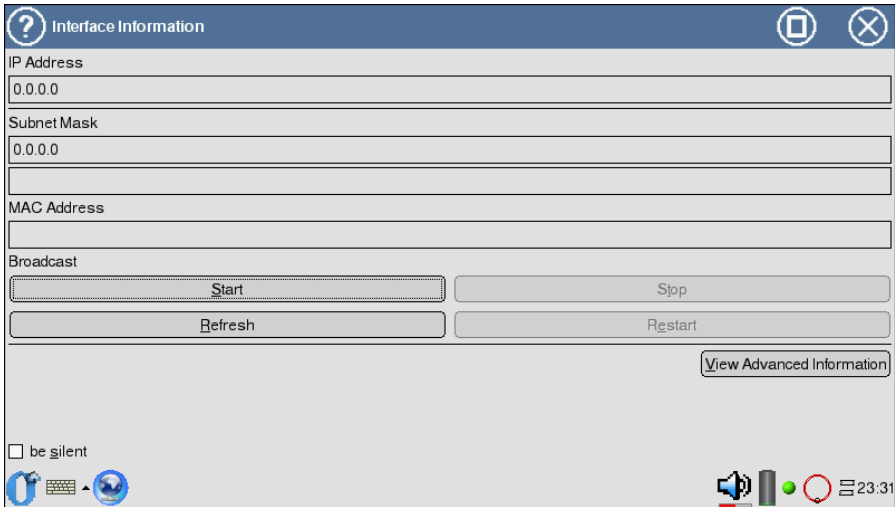 Interface Information
IP Address
0.0.0.0
Subnet Mask
0.0.0.0
MAC Address
Broadcast
Start Stop
Refresh Restart
View Advanced Information
be silent
23:31